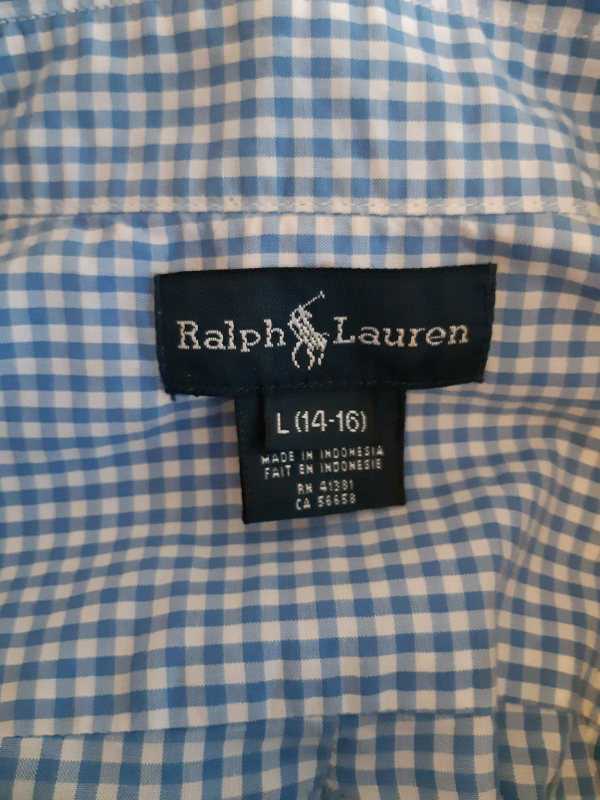 Ralph Lauren
L (14-16)
MADE IN INDONESIA
FAIT EN INDONESIE
RN 41381
CA 56658